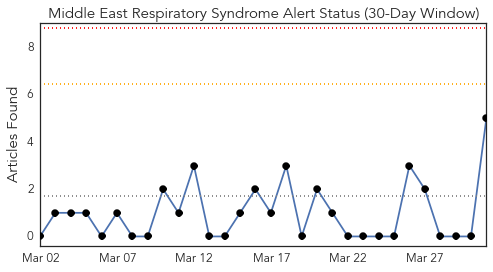 Middle East Respiratory Syndrome Alert Status (30-Day Window)
Articles Found
8
6
4
2
0
Mar 02 Mar 07 Mar 12 Mar 17 Mar 22 Mar 27